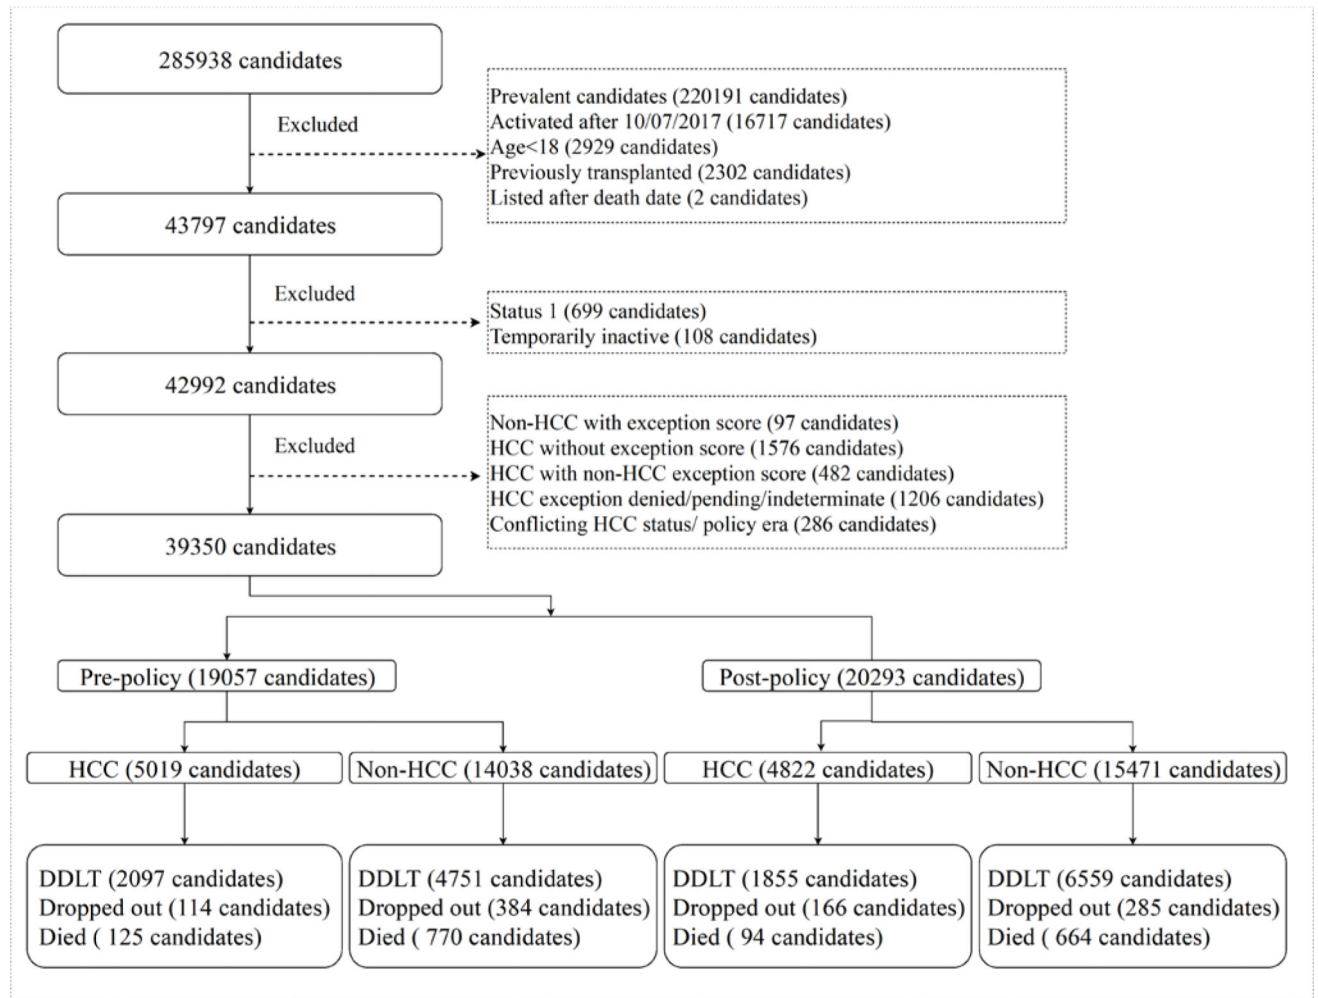 285938 candidates
Excluded
Prevalent candidates (220191 candidates)
Activated after 10/07/2017 (16717 candidates)
Age<18 (2929 candidates)
Previously transplanted (2302 candidates)
Listed after death date (2 candidates)
43797 candidates
Excluded
Status 1 (699 candidates)
Temporarily inactive (108 candidates)
42992 candidates
Excluded
Non-HCC with exception score (97 candidates)
HCC without exception score (1576 candidates)
HCC with non-HCC exception score (482 candidates)
HCC exception denied/pending/indeterminate (1206 candidates)
Conflicting HCC status/ policy era (286 candidates)
39350 candidates
Pre-policy (19057 candidates)
Post-policy (20293 candidates)
HCC (5019 candidates)
Non-HCC (14038 candidates)
HCC (4822 candidates)
Non-HCC (15471 candidates)
DDLT (2097 candidates)
Dropped out (114 candidates)
Died ( 125 candidates)
DDLT (4751 candidates)
Dropped out (384 candidates)
Died ( 770 candidates)
DDLT (1855 candidates)
Dropped out (166 candidates)
Died ( 94 candidates)
DDLT (6559 candidates)
Dropped out (285 candidates)
Died ( 664 candidates)